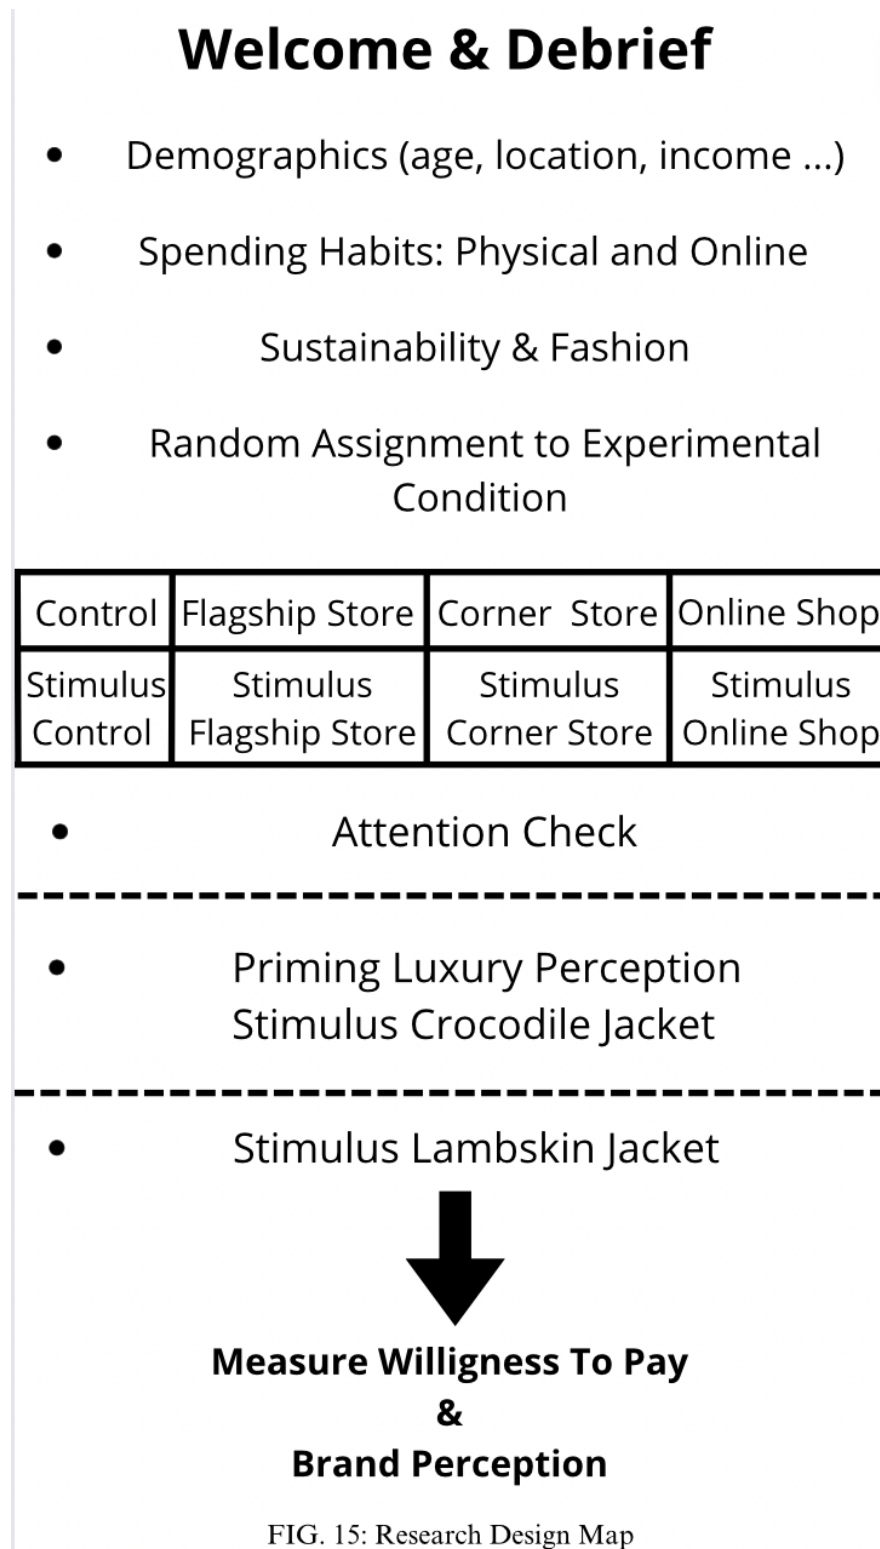 Welcome & Debrief
• Demographics (age, location, income ...)
• Spending Habits: Physical and Online
• Sustainability & Fashion
• Random Assignment to Experimental
Condition
Control Flagship Store Corner Store Online Shop
Stimulus Stimulus Stimulus Stimulus
Control Flagship Store Corner Store Online Shop
• Attention Check
• Priming Luxury Perception
Stimulus Crocodile Jacket
• Stimulus Lambskin Jacket
Measure Willigness To Pay
&
Brand Perception
FIG. 15: Research Design Map